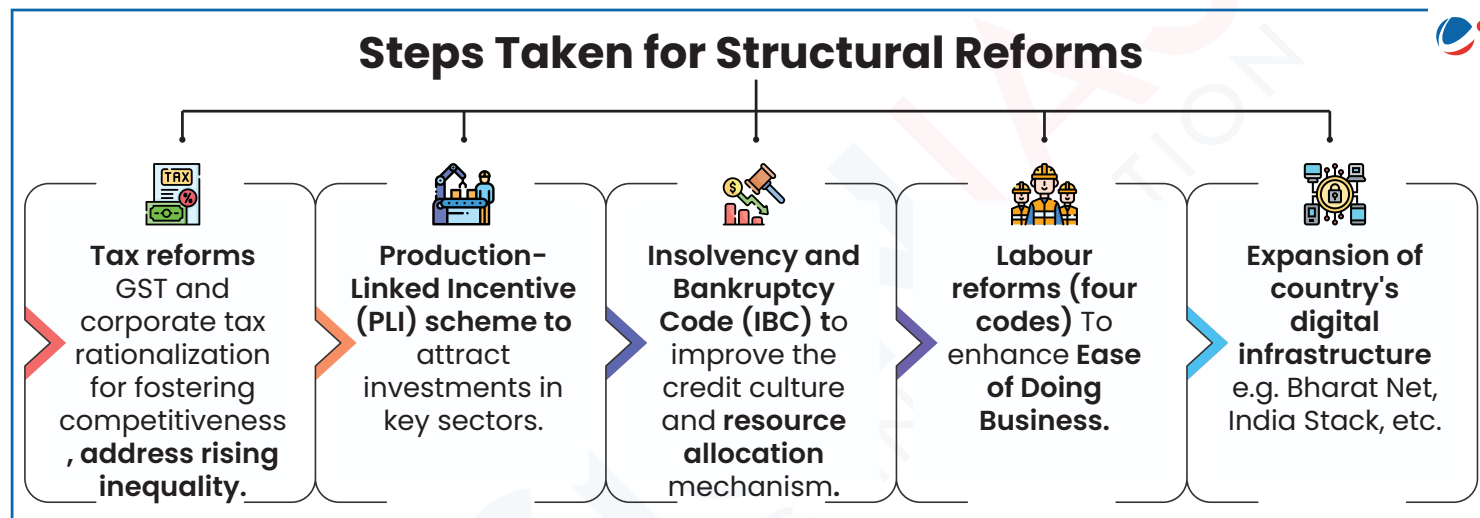 Steps Taken for Structural Reforms
TAX
%
Tax reforms
GST and
corporate tax
rationalization
for fostering
competitiveness
, address rising
inequality.
Production-
Linked Incentive
(PLI) scheme to
attract
investments in
key sectors.
$
Insolvency and
Bankruptcy
Code (IBC) to
improve the
credit culture
and resource
allocation
mechanism.
Labour
reforms (four
codes) To
enhance Ease
of Doing
Business.
Expansion of
country's
digital
infrastructure
e.g. Bharat Net,
India Stack, etc.